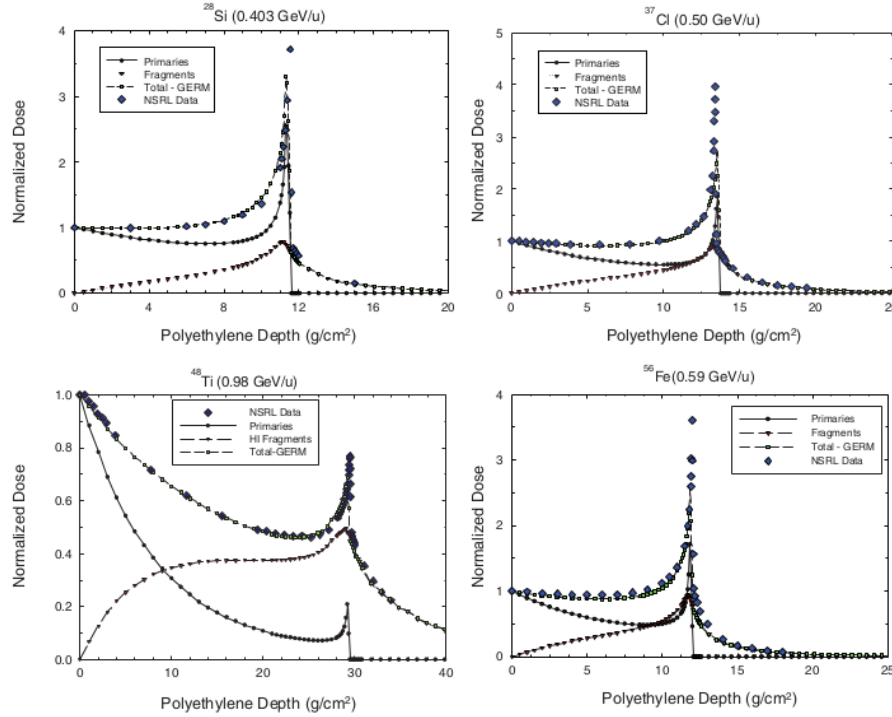 ²⁸Si (0.403 GeV/u)
Normalized Dose
4
3
2
1
0
Primaries
Fragments
Total - GERM
NSRL Data
0 4 8 12 16 20
Polyethylene Depth (g/cm²)
³⁷Cl (0.50 GeV/u)
Normalized Dose
5
4
3
2
1
0
Primaries
Fragments
Total - GERM
NSRL Data
0 5 10 15 20 25
Polyethylene Depth (g/cm²)
⁴⁸Ti (0.98 GeV/u)
Normalized Dose
1.0
0.8
0.6
0.4
0.2
0.0
NSRL Data
Primaries
HI Fragments
Total-GERM
0 10 20 30 40
Polyethylene Depth (g/cm²)
⁵⁶Fe(0.59 GeV/u)
Normalized Dose
4
3
2
1
0
Primaries
Fragments
Total - GERM
NSRL Data
0 5 10 15 20 25
Polyethylene Depth (g/cm²)